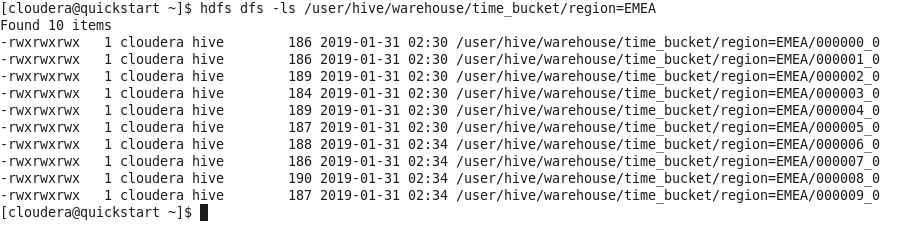 [cloudera@quickstart ~]$ hdfs dfs -ls /user/hive/warehouse/time_bucket/region=EMEA
Found 10 items
-rwxrwxrwx   1 cloudera hive        186 2019-01-31 02:30 /user/hive/warehouse/time_bucket/region=EMEA/000000_0
-rwxrwxrwx   1 cloudera hive        186 2019-01-31 02:30 /user/hive/warehouse/time_bucket/region=EMEA/000001_0
-rwxrwxrwx   1 cloudera hive        189 2019-01-31 02:30 /user/hive/warehouse/time_bucket/region=EMEA/000002_0
-rwxrwxrwx   1 cloudera hive        184 2019-01-31 02:30 /user/hive/warehouse/time_bucket/region=EMEA/000003_0
-rwxrwxrwx   1 cloudera hive        189 2019-01-31 02:30 /user/hive/warehouse/time_bucket/region=EMEA/000004_0
-rwxrwxrwx   1 cloudera hive        187 2019-01-31 02:30 /user/hive/warehouse/time_bucket/region=EMEA/000005_0
-rwxrwxrwx   1 cloudera hive        188 2019-01-31 02:34 /user/hive/warehouse/time_bucket/region=EMEA/000006_0
-rwxrwxrwx   1 cloudera hive        186 2019-01-31 02:34 /user/hive/warehouse/time_bucket/region=EMEA/000007_0
-rwxrwxrwx   1 cloudera hive        190 2019-01-31 02:34 /user/hive/warehouse/time_bucket/region=EMEA/000008_0
-rwxrwxrwx   1 cloudera hive        187 2019-01-31 02:34 /user/hive/warehouse/time_bucket/region=EMEA/000009_0
[cloudera@quickstart ~]$